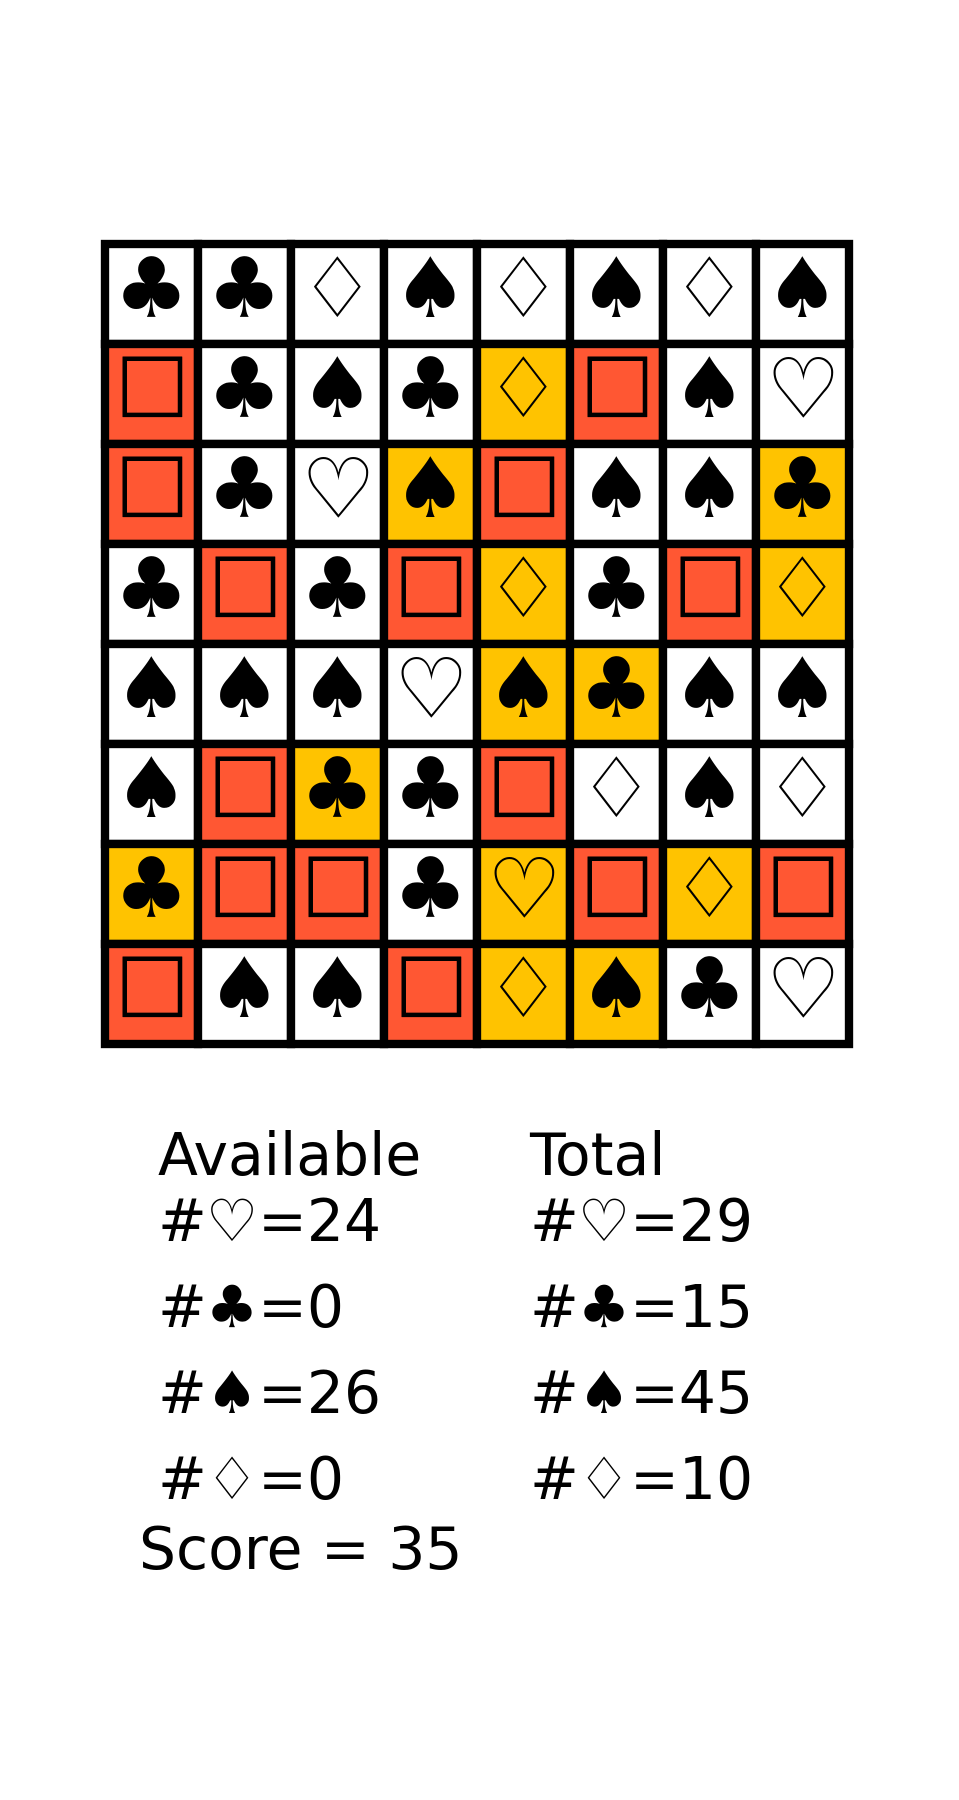 ♣ ♣ ♢ ♠ ♢ ♠ ♢ ♠
□ ♣ ♠ ♣ ♢ □ ♠ ♡
□ ♣ ♡ ♠ □ ♠ ♠ ♣
♣ □ ♣ □ ♢ ♣ □ ♢
♠ ♠ ♠ ♡ ♠ ♣ ♠ ♠
♠ □ ♣ ♣ □ ♢ ♠ ♢
♣ □ □ ♣ ♡ □ ♢ □
□ ♠ ♠ □ ♢ ♠ ♣ ♡
Available Total
#♡=24 #♡=29
#♣=0 #♣=15
#♠=26 #♠=45
#♢=0 #♢=10
Score = 35